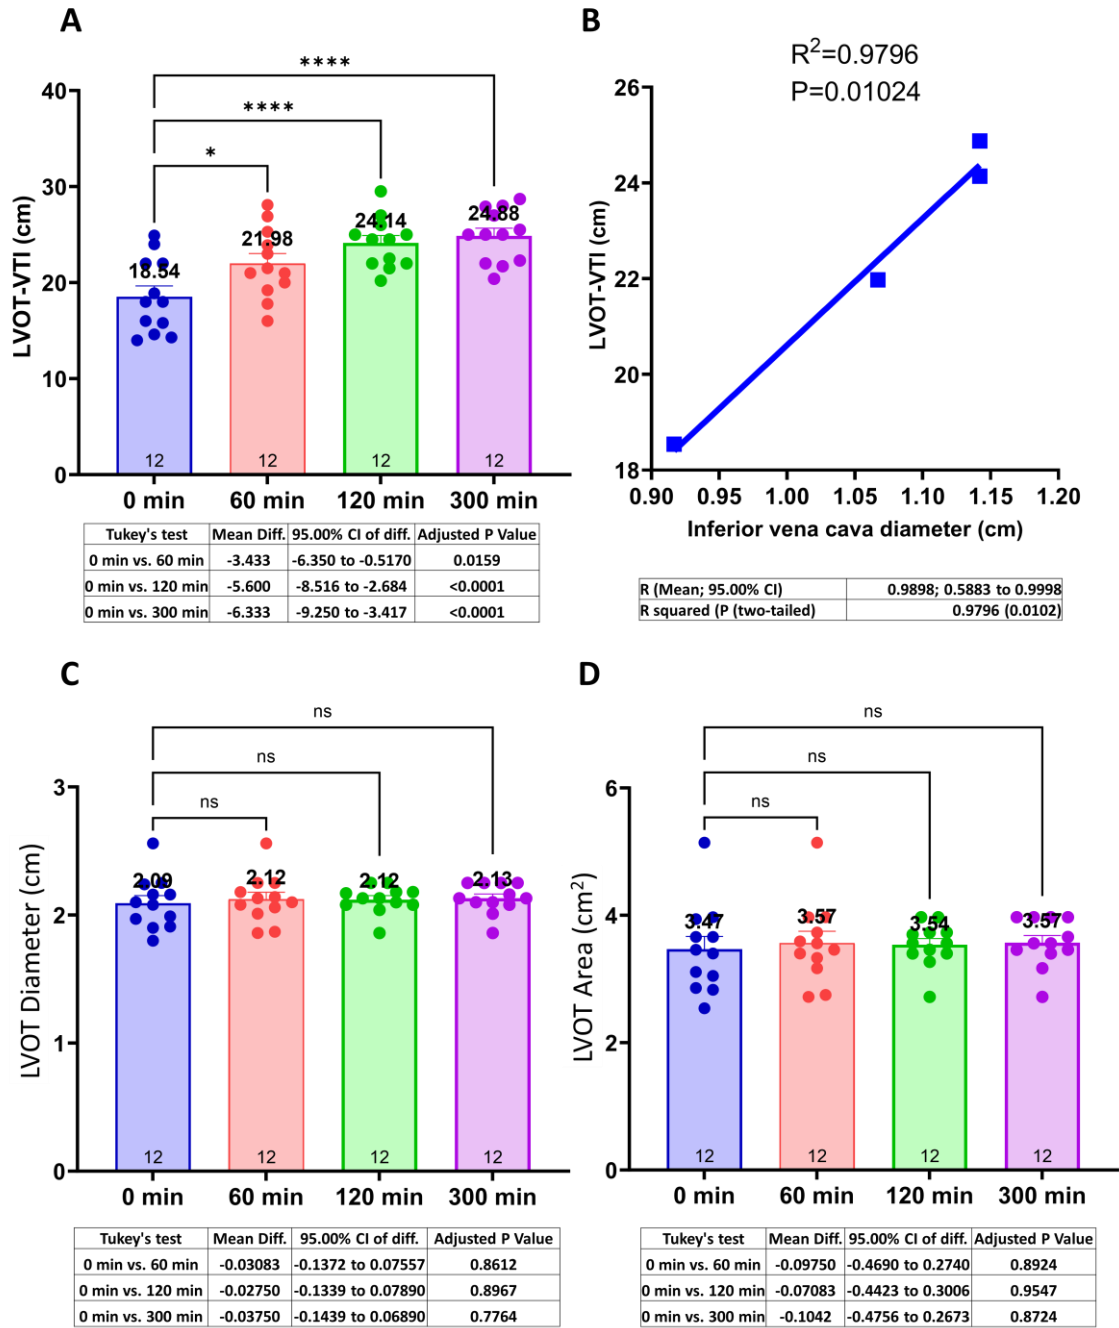 A
****
****
*
LVOT-VTI (cm)
40
30
20
10
0
18.54
21.98
24.14
24.88
12 12 12 12
0 min 60 min 120 min 300 min
Tukey's test Mean Diff. 95.00% CI of diff. Adjusted P Value
0 min vs. 60 min -3.433 -6.350 to -0.5170 0.0159
0 min vs. 120 min -5.600 -8.516 to -2.684 <0.0001
0 min vs. 300 min -6.333 -9.250 to -3.417 <0.0001
B
R²=0.9796
P=0.01024
LVOT-VTI (cm)
26
24
22
20
18
0.90 0.95 1.00 1.05 1.10 1.15 1.20
Inferior vena cava diameter (cm)
R (Mean; 95.00% CI) 0.9898; 0.5883 to 0.9998
R squared (P (two-tailed) 0.9796 (0.0102)
C
ns
ns
ns
LVOT Diameter (cm)
3
2
1
0
2.09 2.12 2.12 2.13
12 12 12 12
0 min 60 min 120 min 300 min
Tukey's test Mean Diff. 95.00% CI of diff. Adjusted P Value
0 min vs. 60 min -0.03083 -0.1372 to 0.07557 0.8612
0 min vs. 120 min -0.02750 -0.1339 to 0.07890 0.8967
0 min vs. 300 min -0.03750 -0.1439 to 0.06890 0.7764
D
ns
ns
ns
LVOT Area (cm²)
6
4
2
0
3.47 3.57 3.54 3.57
12 12 12 12
0 min 60 min 120 min 300 min
Tukey's test Mean Diff. 95.00% CI of diff. Adjusted P Value
0 min vs. 60 min -0.09750 -0.4690 to 0.2740 0.8924
0 min vs. 120 min -0.07083 -0.4423 to 0.3006 0.9547
0 min vs. 300 min -0.1042 -0.4756 to 0.2673 0.8724